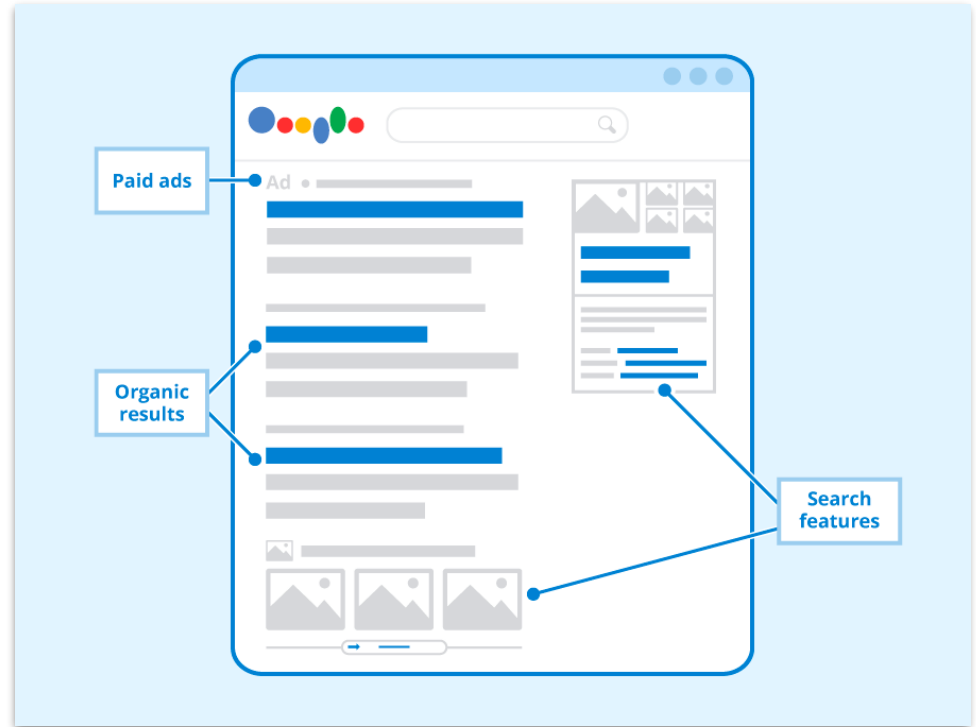 Paid ads
Ad
Organic
results
Search
features